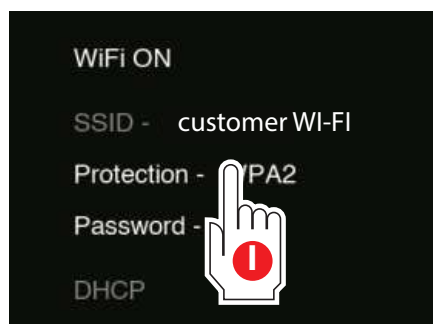 WiFi ON
SSID - customer WI-FI
Protection - /PA2
Password -
I
DHCP